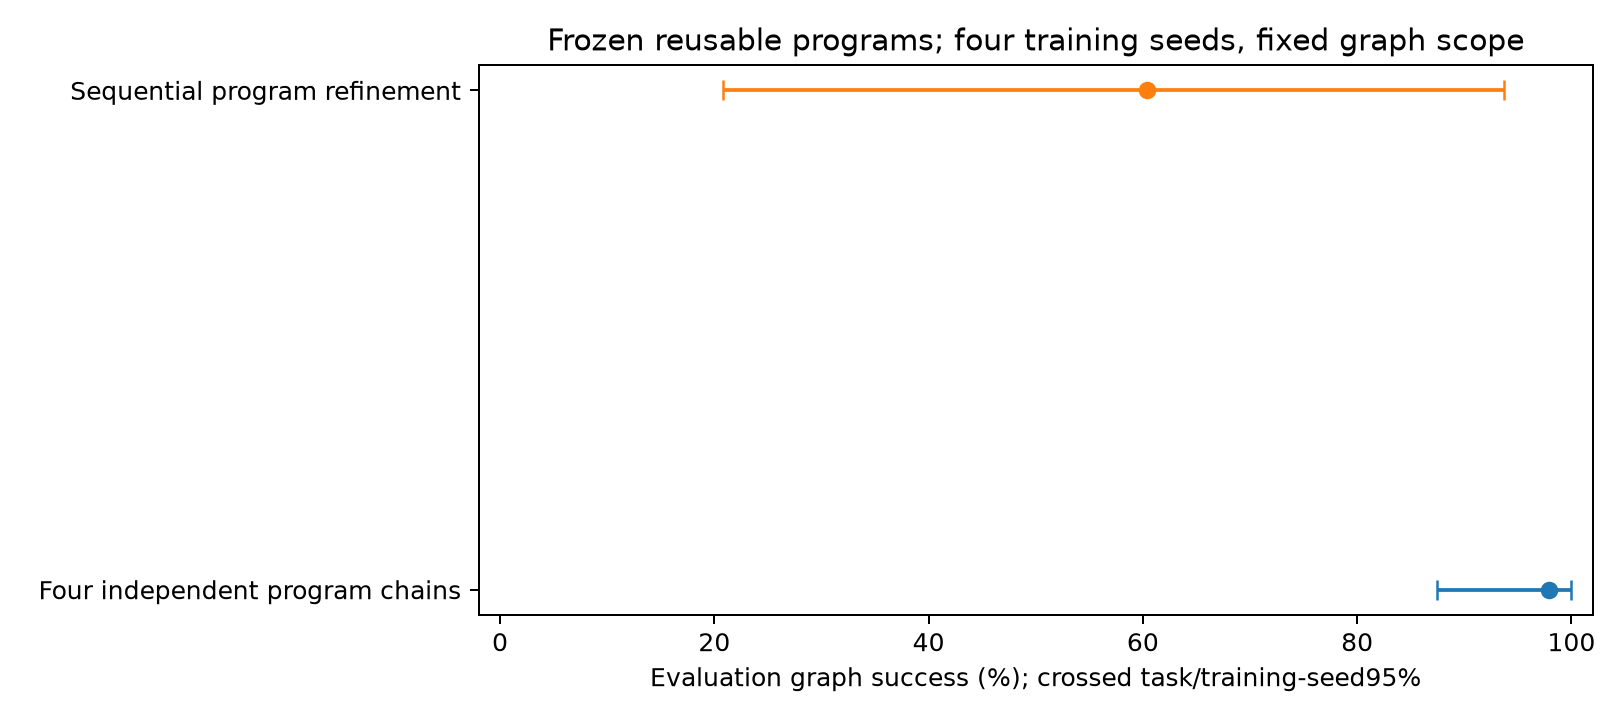 Frozen reusable programs; four training seeds, fixed graph scope
Sequential program refinement
Four independent program chains
0 20 40 60 80 100
Evaluation graph success (%); crossed task/training-seed95%